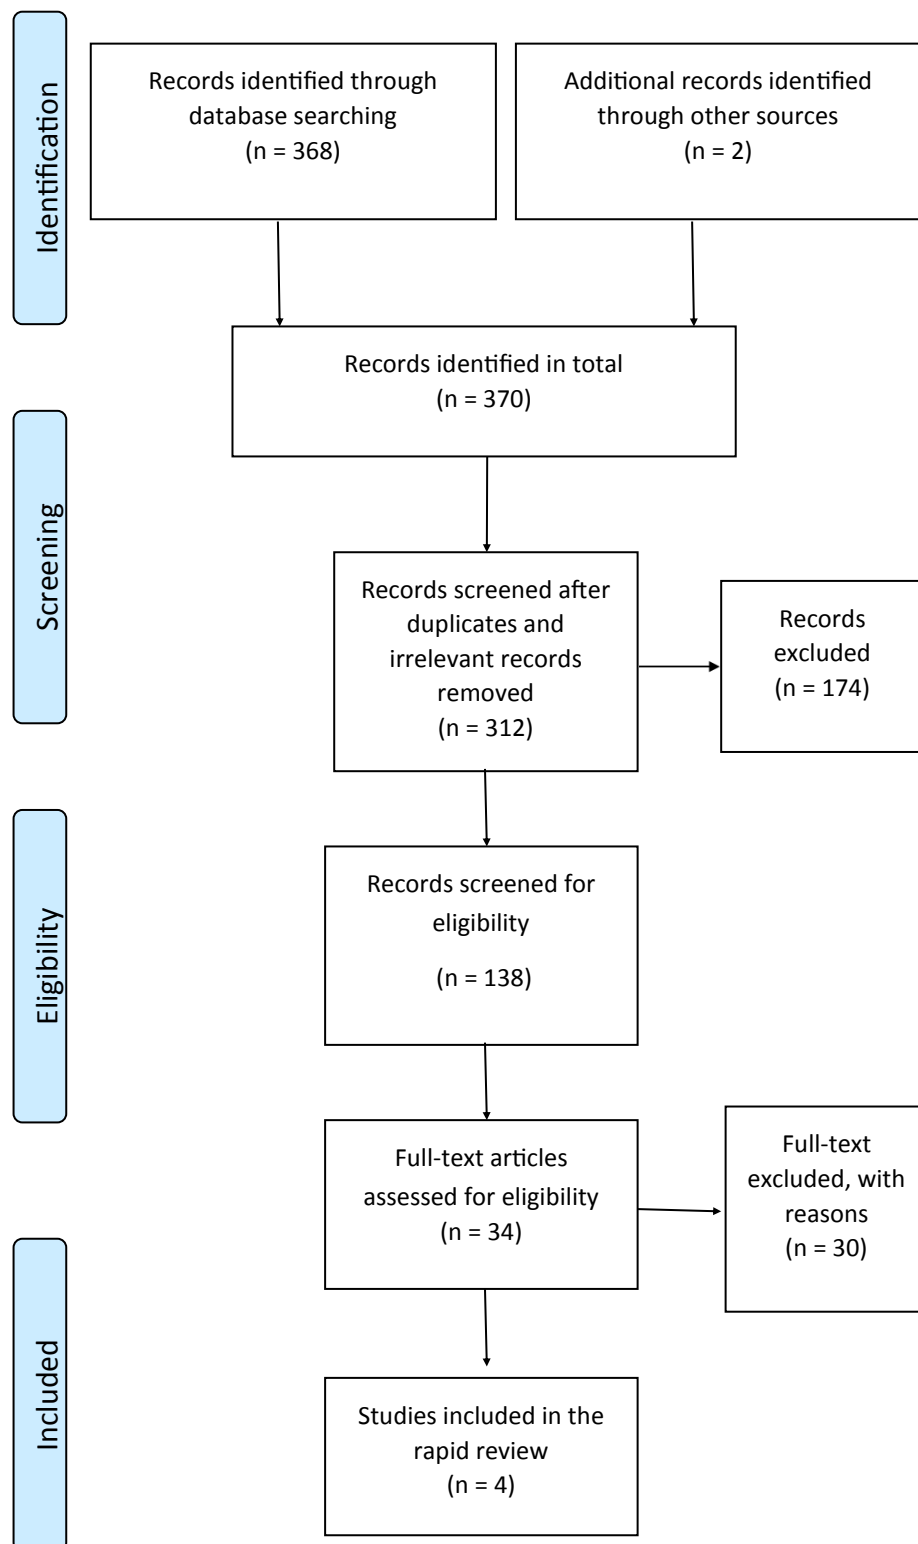 Identification
Records identified through
database searching
(n = 368)
Additional records identified
through other sources
(n = 2)
Records identified in total
(n = 370)
Screening
Records screened after
duplicates and
irrelevant records
removed
(n = 312)
Records
excluded
(n = 174)
Eligibility
Records screened for
eligibility
(n = 138)
Full-text articles
assessed for eligibility
(n = 34)
Full-text
excluded, with
reasons
(n = 30)
Included
Studies included in the
rapid review
(n = 4)